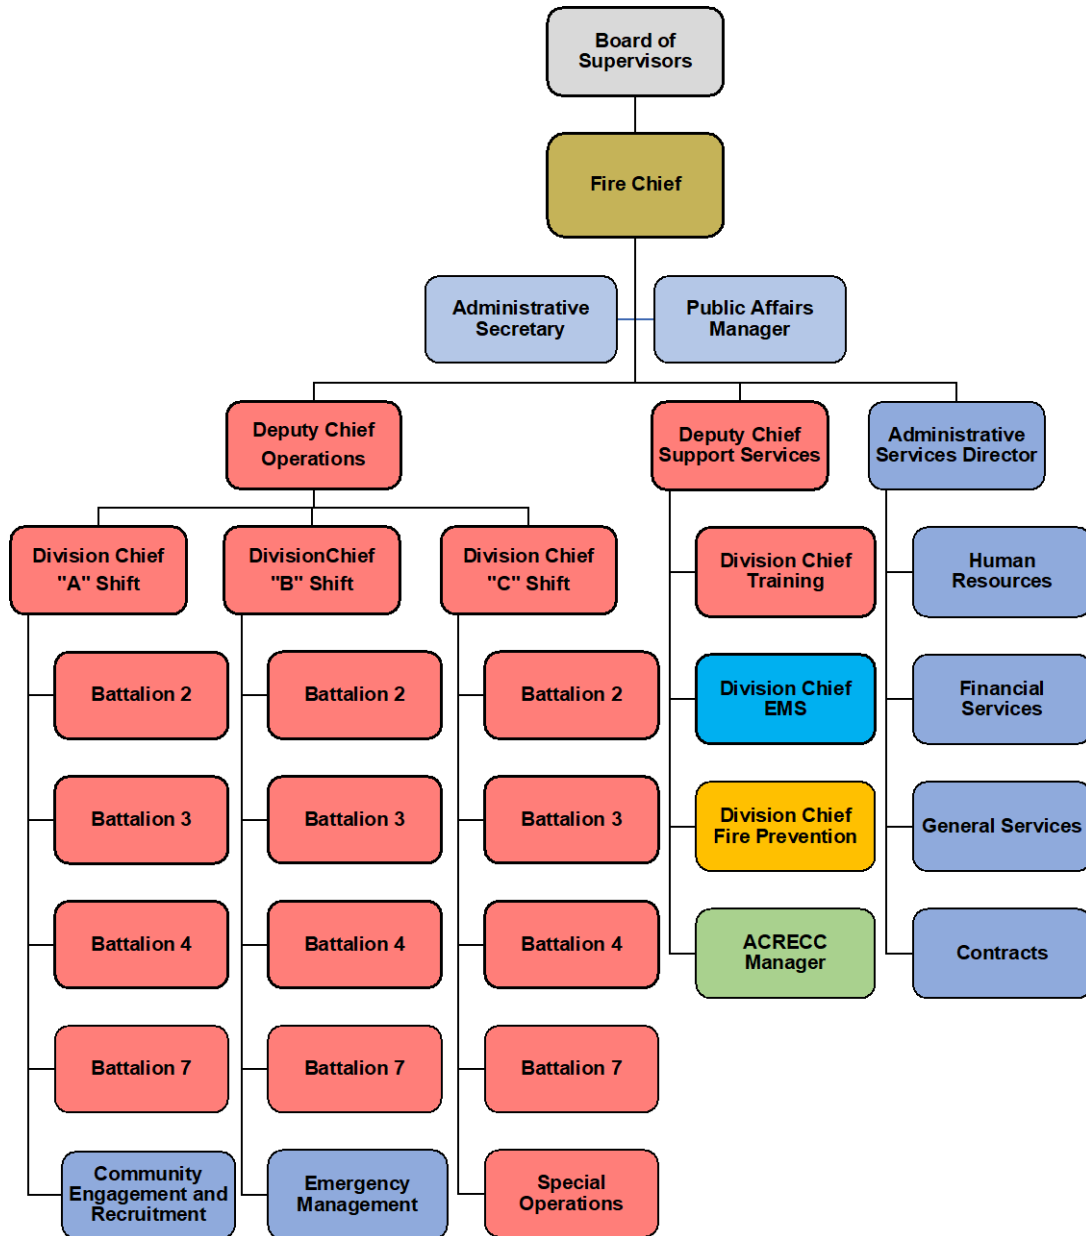 Board of
Supervisors
Fire Chief
Administrative
Secretary
Public Affairs
Manager
Deputy Chief
Operations
Deputy Chief
Support Services
Administrative
Services Director
Division Chief
"A" Shift
DivisionChief
"B" Shift
Division Chief
"C" Shift
Division Chief
Training
Human
Resources
Battalion 2
Battalion 2
Battalion 2
Division Chief
EMS
Financial
Services
Battalion 3
Battalion 3
Battalion 3
Division Chief
Fire Prevention
General Services
Battalion 4
Battalion 4
Battalion 4
ACRECC
Manager
Contracts
Battalion 7
Battalion 7
Battalion 7
Community
Engagement and
Recruitment
Emergency
Management
Special
Operations